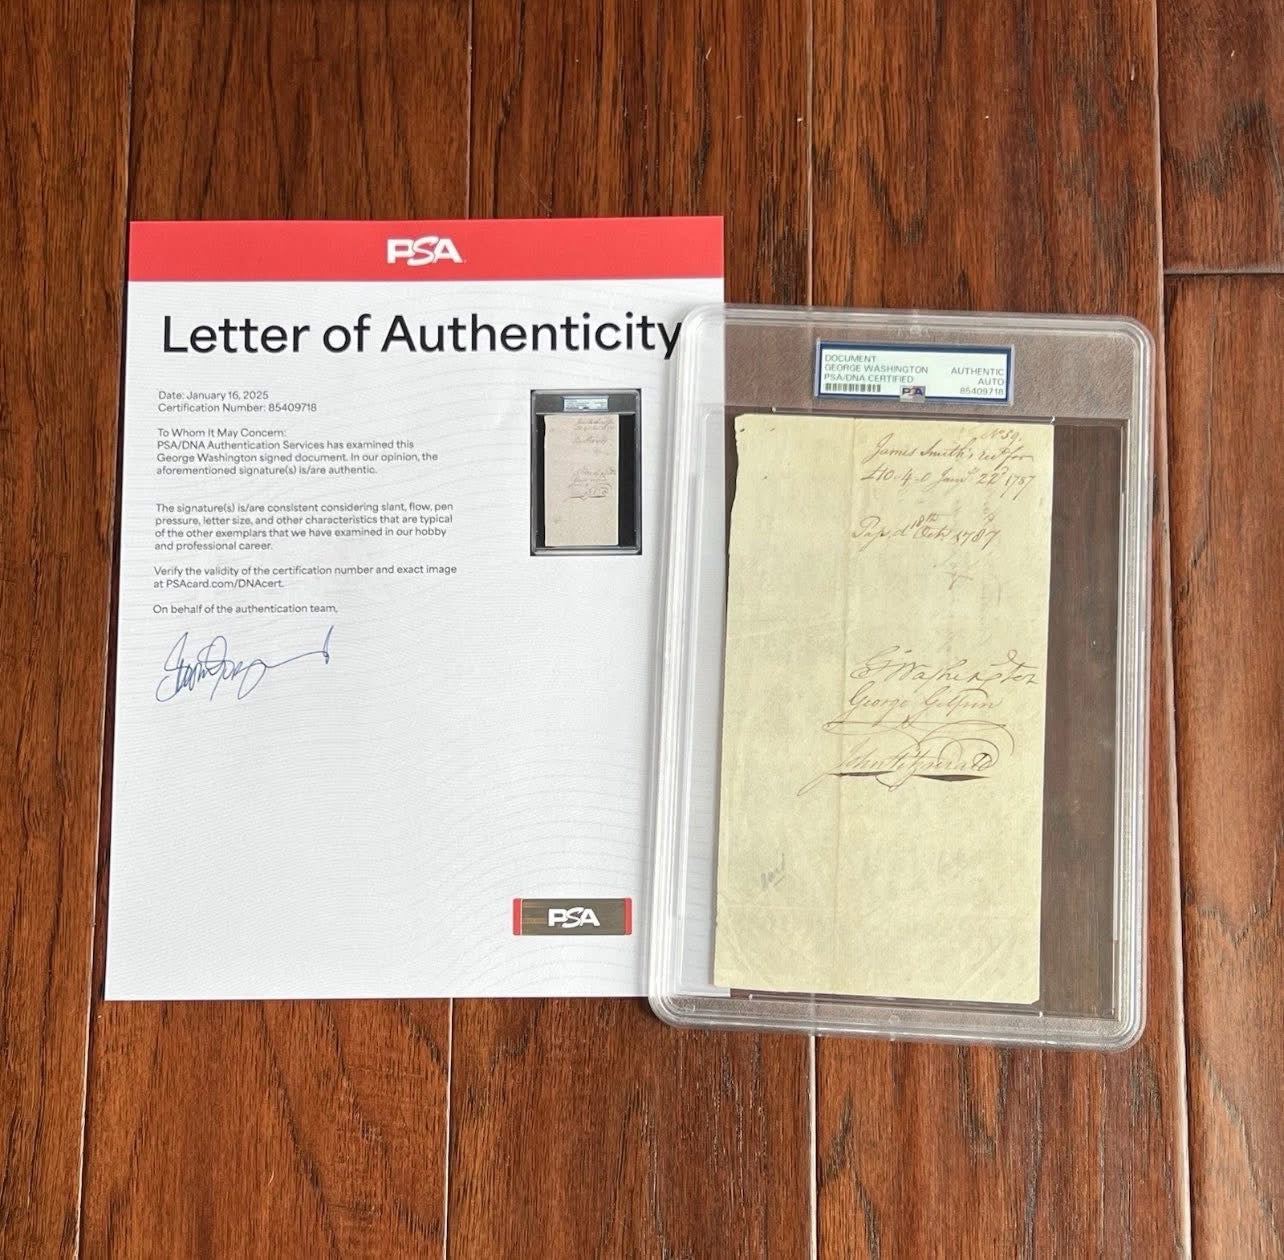 PSA
Letter of Authenticity
Date: January 16, 2025
Certification Number: 85409718
To Whom It May Concern:
PSA/DNA Authentication Services has examined this
George Washington signed document. In our opinion, the
aforementioned signature(s) is/are authentic.
The signature(s) is/are consistent considering slant, flow, pen
pressure, letter size, and other characteristics that are typical
of the other exemplars that we have examined in our hobby
and professional career.
Verify the validity of the certification number and exact image
at PSAcard.com/DNAcert.
On behalf of the authentication team,
PSA
DOCUMENT
GEORGE WASHINGTON
PSA/DNA CERTIFIED
AUTHENTIC
AUTO
85409718
PSA
No 59.
James Smith's rect for
£10-4-0 Jany 22d 1787
18th Octr 1787
Go Washington
George Gilpin
John Fitzgerald